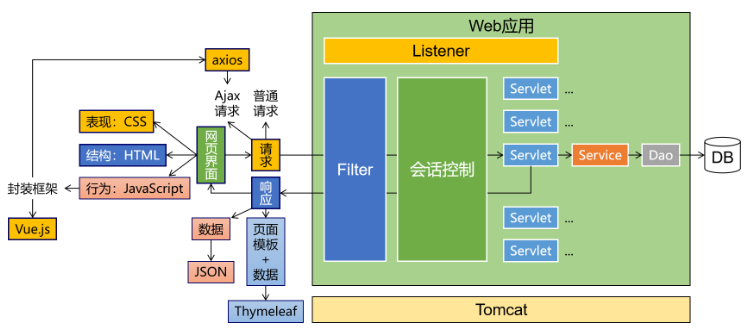 Web应用
Listener
axios
Ajax
请求
普通
请求
表现：CSS
结构：HTML
行为：JavaScript
封装框架
Vue.js
网页界面
请求
响应
数据
JSON
页面
模板
+
数据
Thymeleaf
Filter
会话控制
Servlet ...
Servlet ...
Servlet
Service
Dao
DB
Servlet ...
Servlet ...
Tomcat